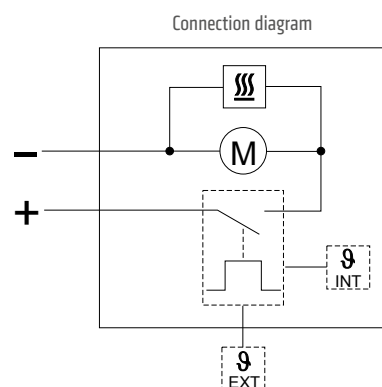 Connection diagram
M
−
+
ϑ
INT
ϑ
EXT